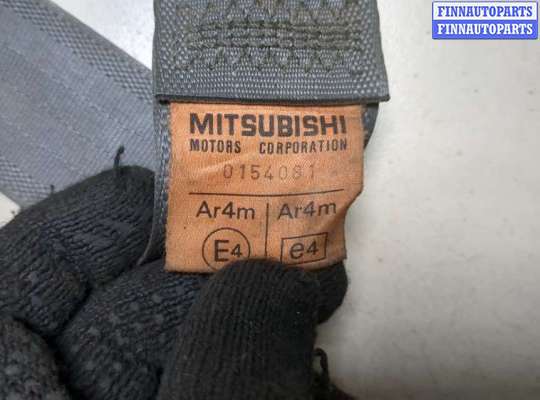 FINNAUTOPARTS
FINNAUTOPARTS
MITSUBISHI
MOTORS CORPORATION
0154081
Ar4m Ar4m
E4 e4